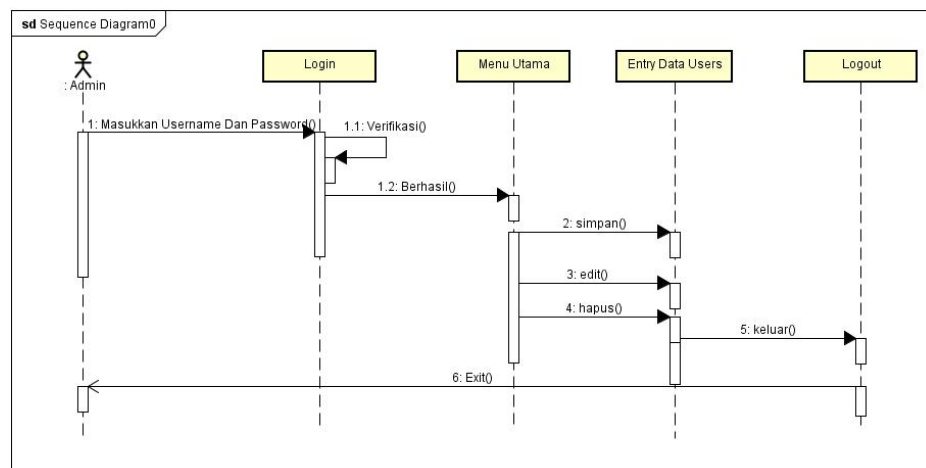 sd Sequence Diagram0
: Admin
Login
Menu Utama
Entry Data Users
Logout
1: Masukkan Username Dan Password()
1.1: Verifikasi()
1.2: Berhasil()
2: simpan()
3: edit()
4: hapus()
5: keluar()
6: Exit()